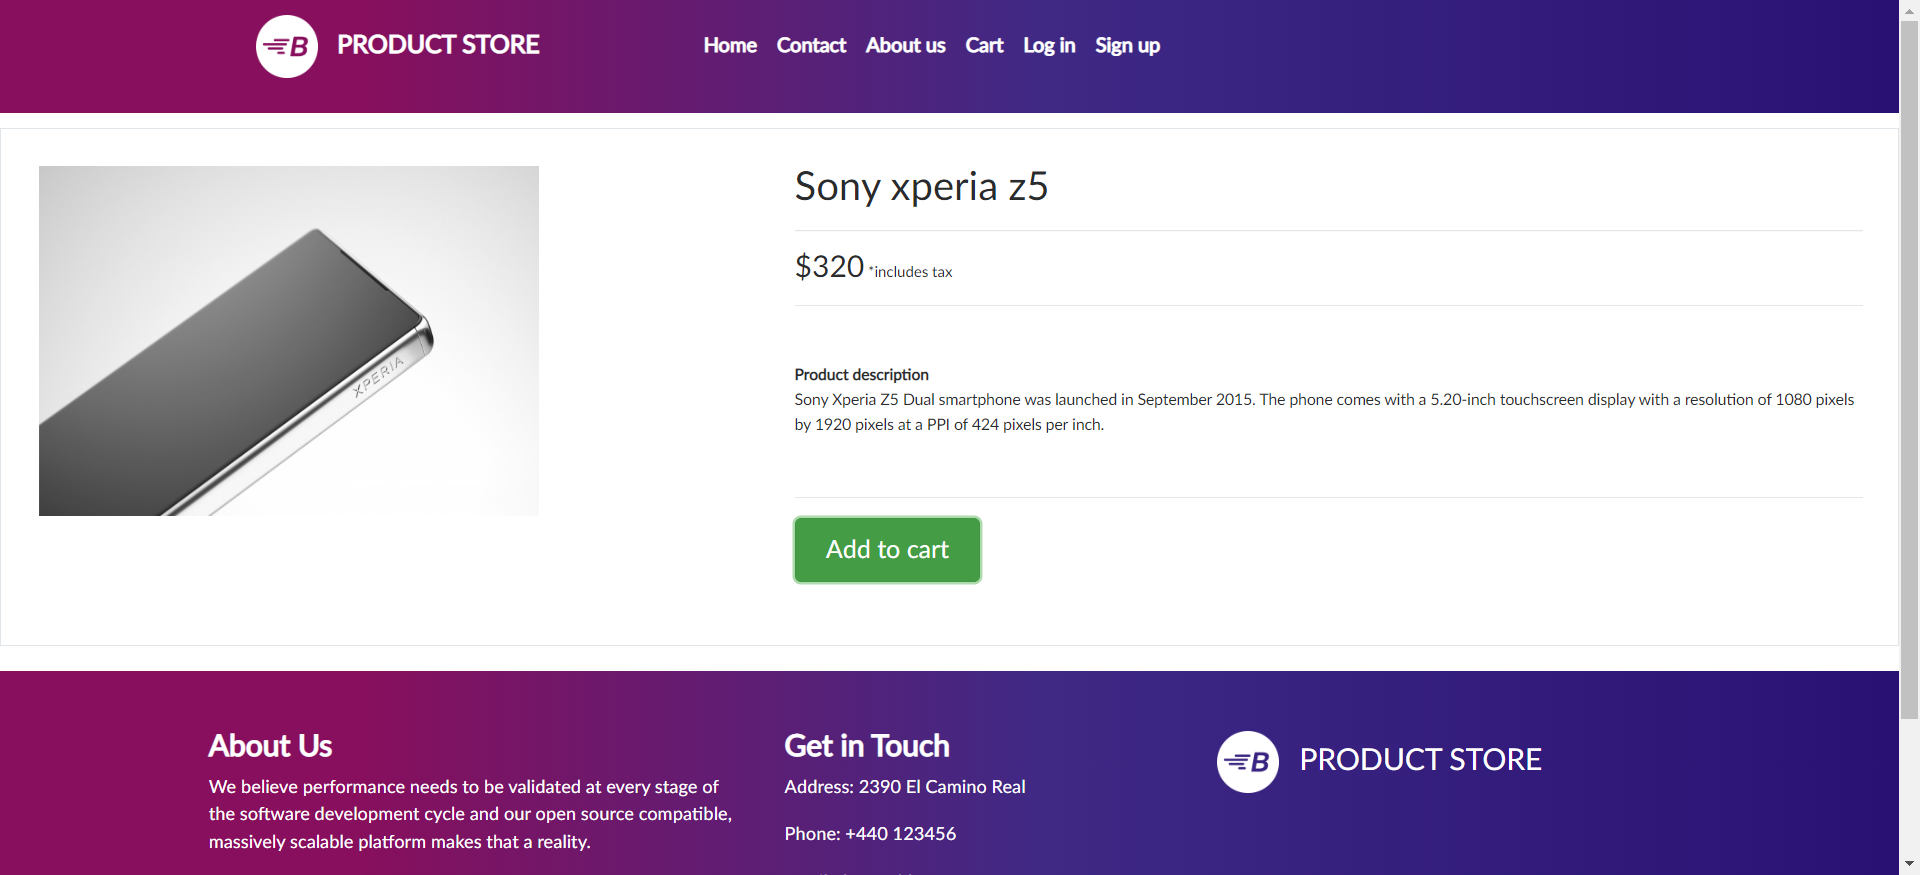 B PRODUCT STORE
Home Contact About us Cart Log in Sign up
Sony xperia z5
$320 *includes tax
XPERIA
Product description
Sony Xperia Z5 Dual smartphone was launched in September 2015. The phone comes with a 5.20-inch touchscreen display with a resolution of 1080 pixels
by 1920 pixels at a PPI of 424 pixels per inch.
Add to cart
About Us
We believe performance needs to be validated at every stage of
the software development cycle and our open source compatible,
massively scalable platform makes that a reality.
Get in Touch
Address: 2390 El Camino Real
Phone: +440 123456
B PRODUCT STORE